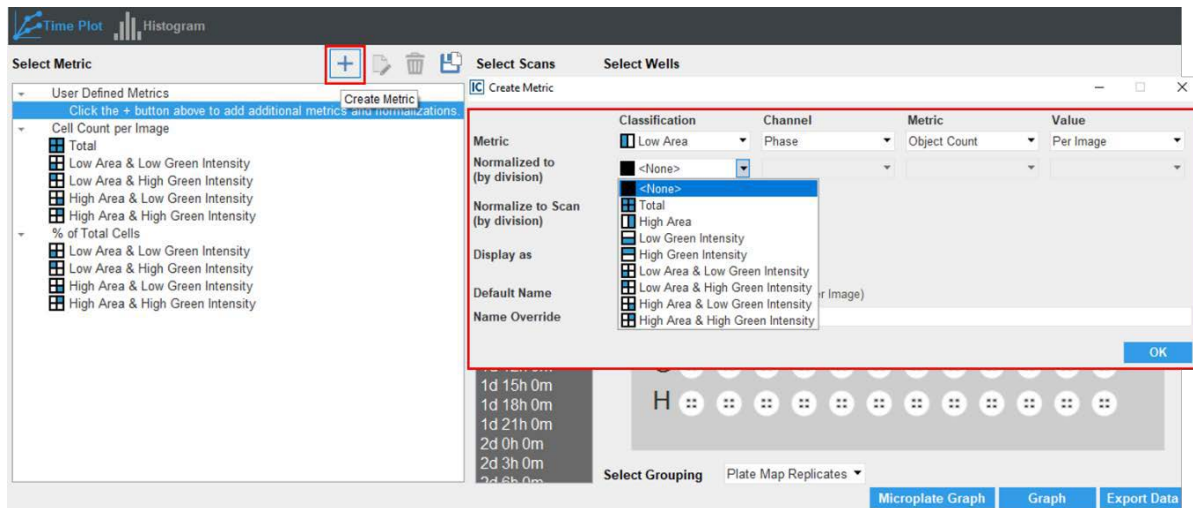 Time Plot Histogram
Select Metric
Select Scans Select Wells
IC Create Metric
Create Metric
User Defined Metrics
Click the + button above to add additional metrics and normalizations.
Cell Count per Image
Total
Low Area & Low Green Intensity
Low Area & High Green Intensity
High Area & Low Green Intensity
High Area & High Green Intensity
% of Total Cells
Low Area & Low Green Intensity
Low Area & High Green Intensity
High Area & Low Green Intensity
High Area & High Green Intensity
Classification Channel Metric Value
Metric Low Area Phase Object Count Per Image
Normalized to
(by division)
<None>
<None>
Total
High Area
Low Green Intensity
High Green Intensity
Low Area & Low Green Intensity
Low Area & High Green Intensity
High Area & Low Green Intensity
High Area & High Green Intensity
Normalize to Scan
(by division)
Display as
Default Name
Image)
Name Override
OK
1d 15h 0m
1d 18h 0m
1d 21h 0m
2d 0h 0m
2d 3h 0m
H
Select Grouping Plate Map Replicates
Microplate Graph Graph Export Data